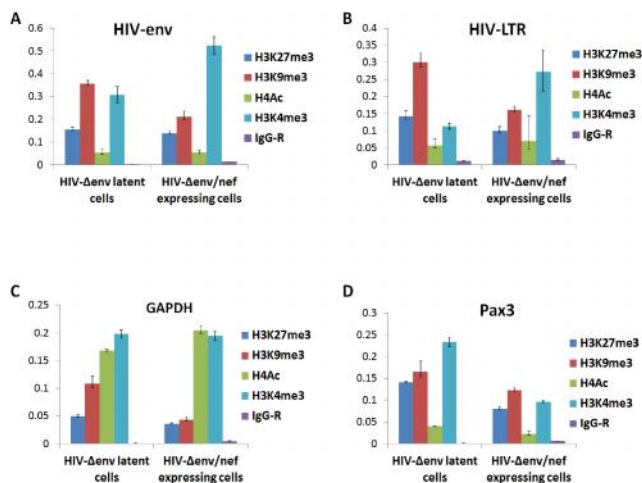 A
HIV-env
0.6
0.5
0.4
0.3
0.2
0.1
0
HIV-Δenv latent
cells
HIV-Δenv/nef
expressing cells
H3K27me3
H3K9me3
H4Ac
H3K4me3
IgG-R
B
HIV-LTR
0.4
0.35
0.3
0.25
0.2
0.15
0.1
0.05
0
HIV-Δenv latent
cells
HIV-Δenv/nef
expressing cells
H3K27me3
H3K9me3
H4Ac
H3K4me3
IgG-R
C
GAPDH
0.25
0.2
0.15
0.1
0.05
0
HIV-Δenv latent
cells
HIV-Δenv/nef
expressing cells
H3K27me3
H3K9me3
H4Ac
H3K4me3
IgG-R
D
Pax3
0.3
0.25
0.2
0.15
0.1
0.05
0
HIV-Δenv latent
cells
HIV-Δenv/nef
expressing cells
H3K27me3
H3K9me3
H4Ac
H3K4me3
IgG-R